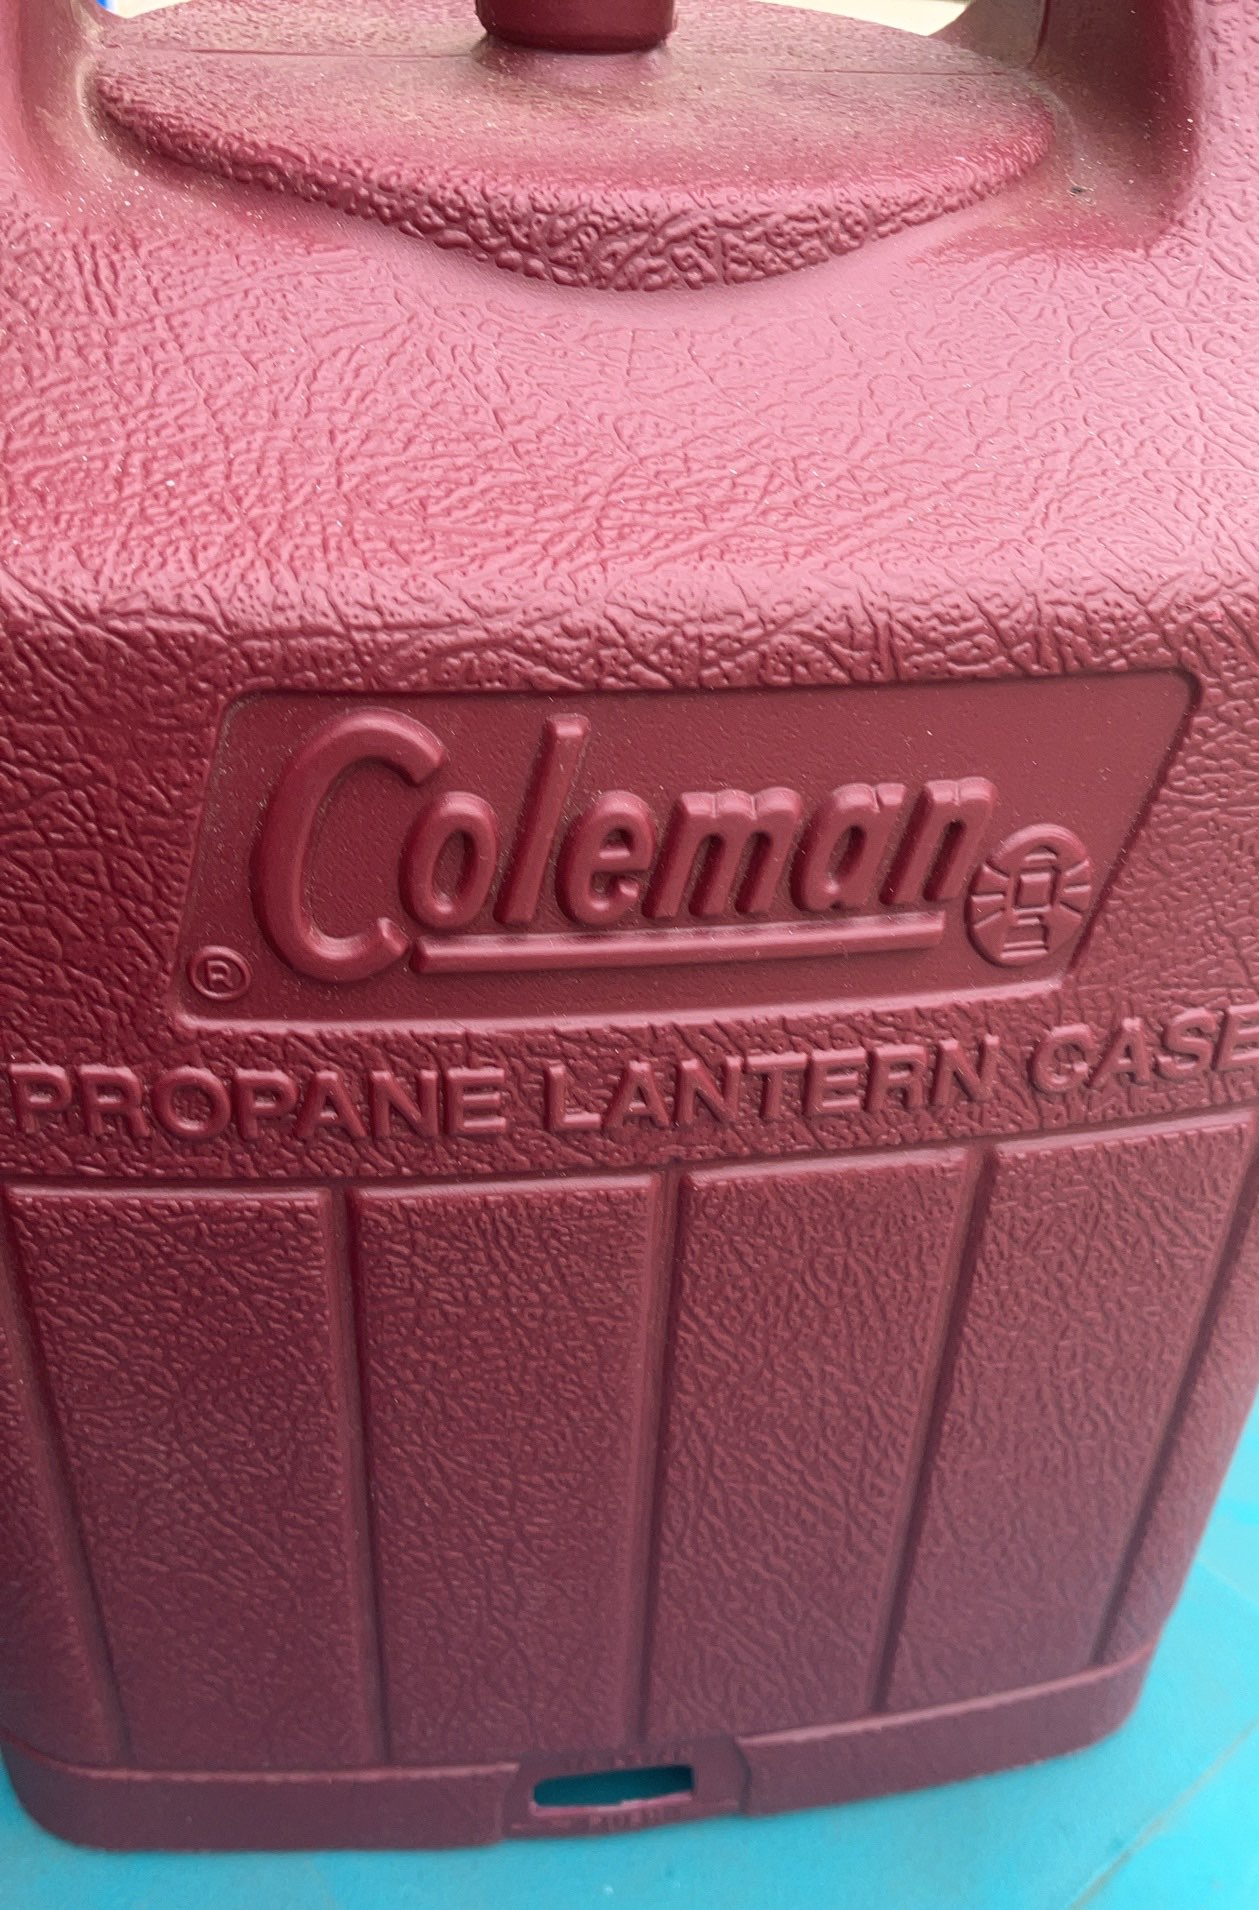 Coleman
®
PROPANE LANTERN CASE